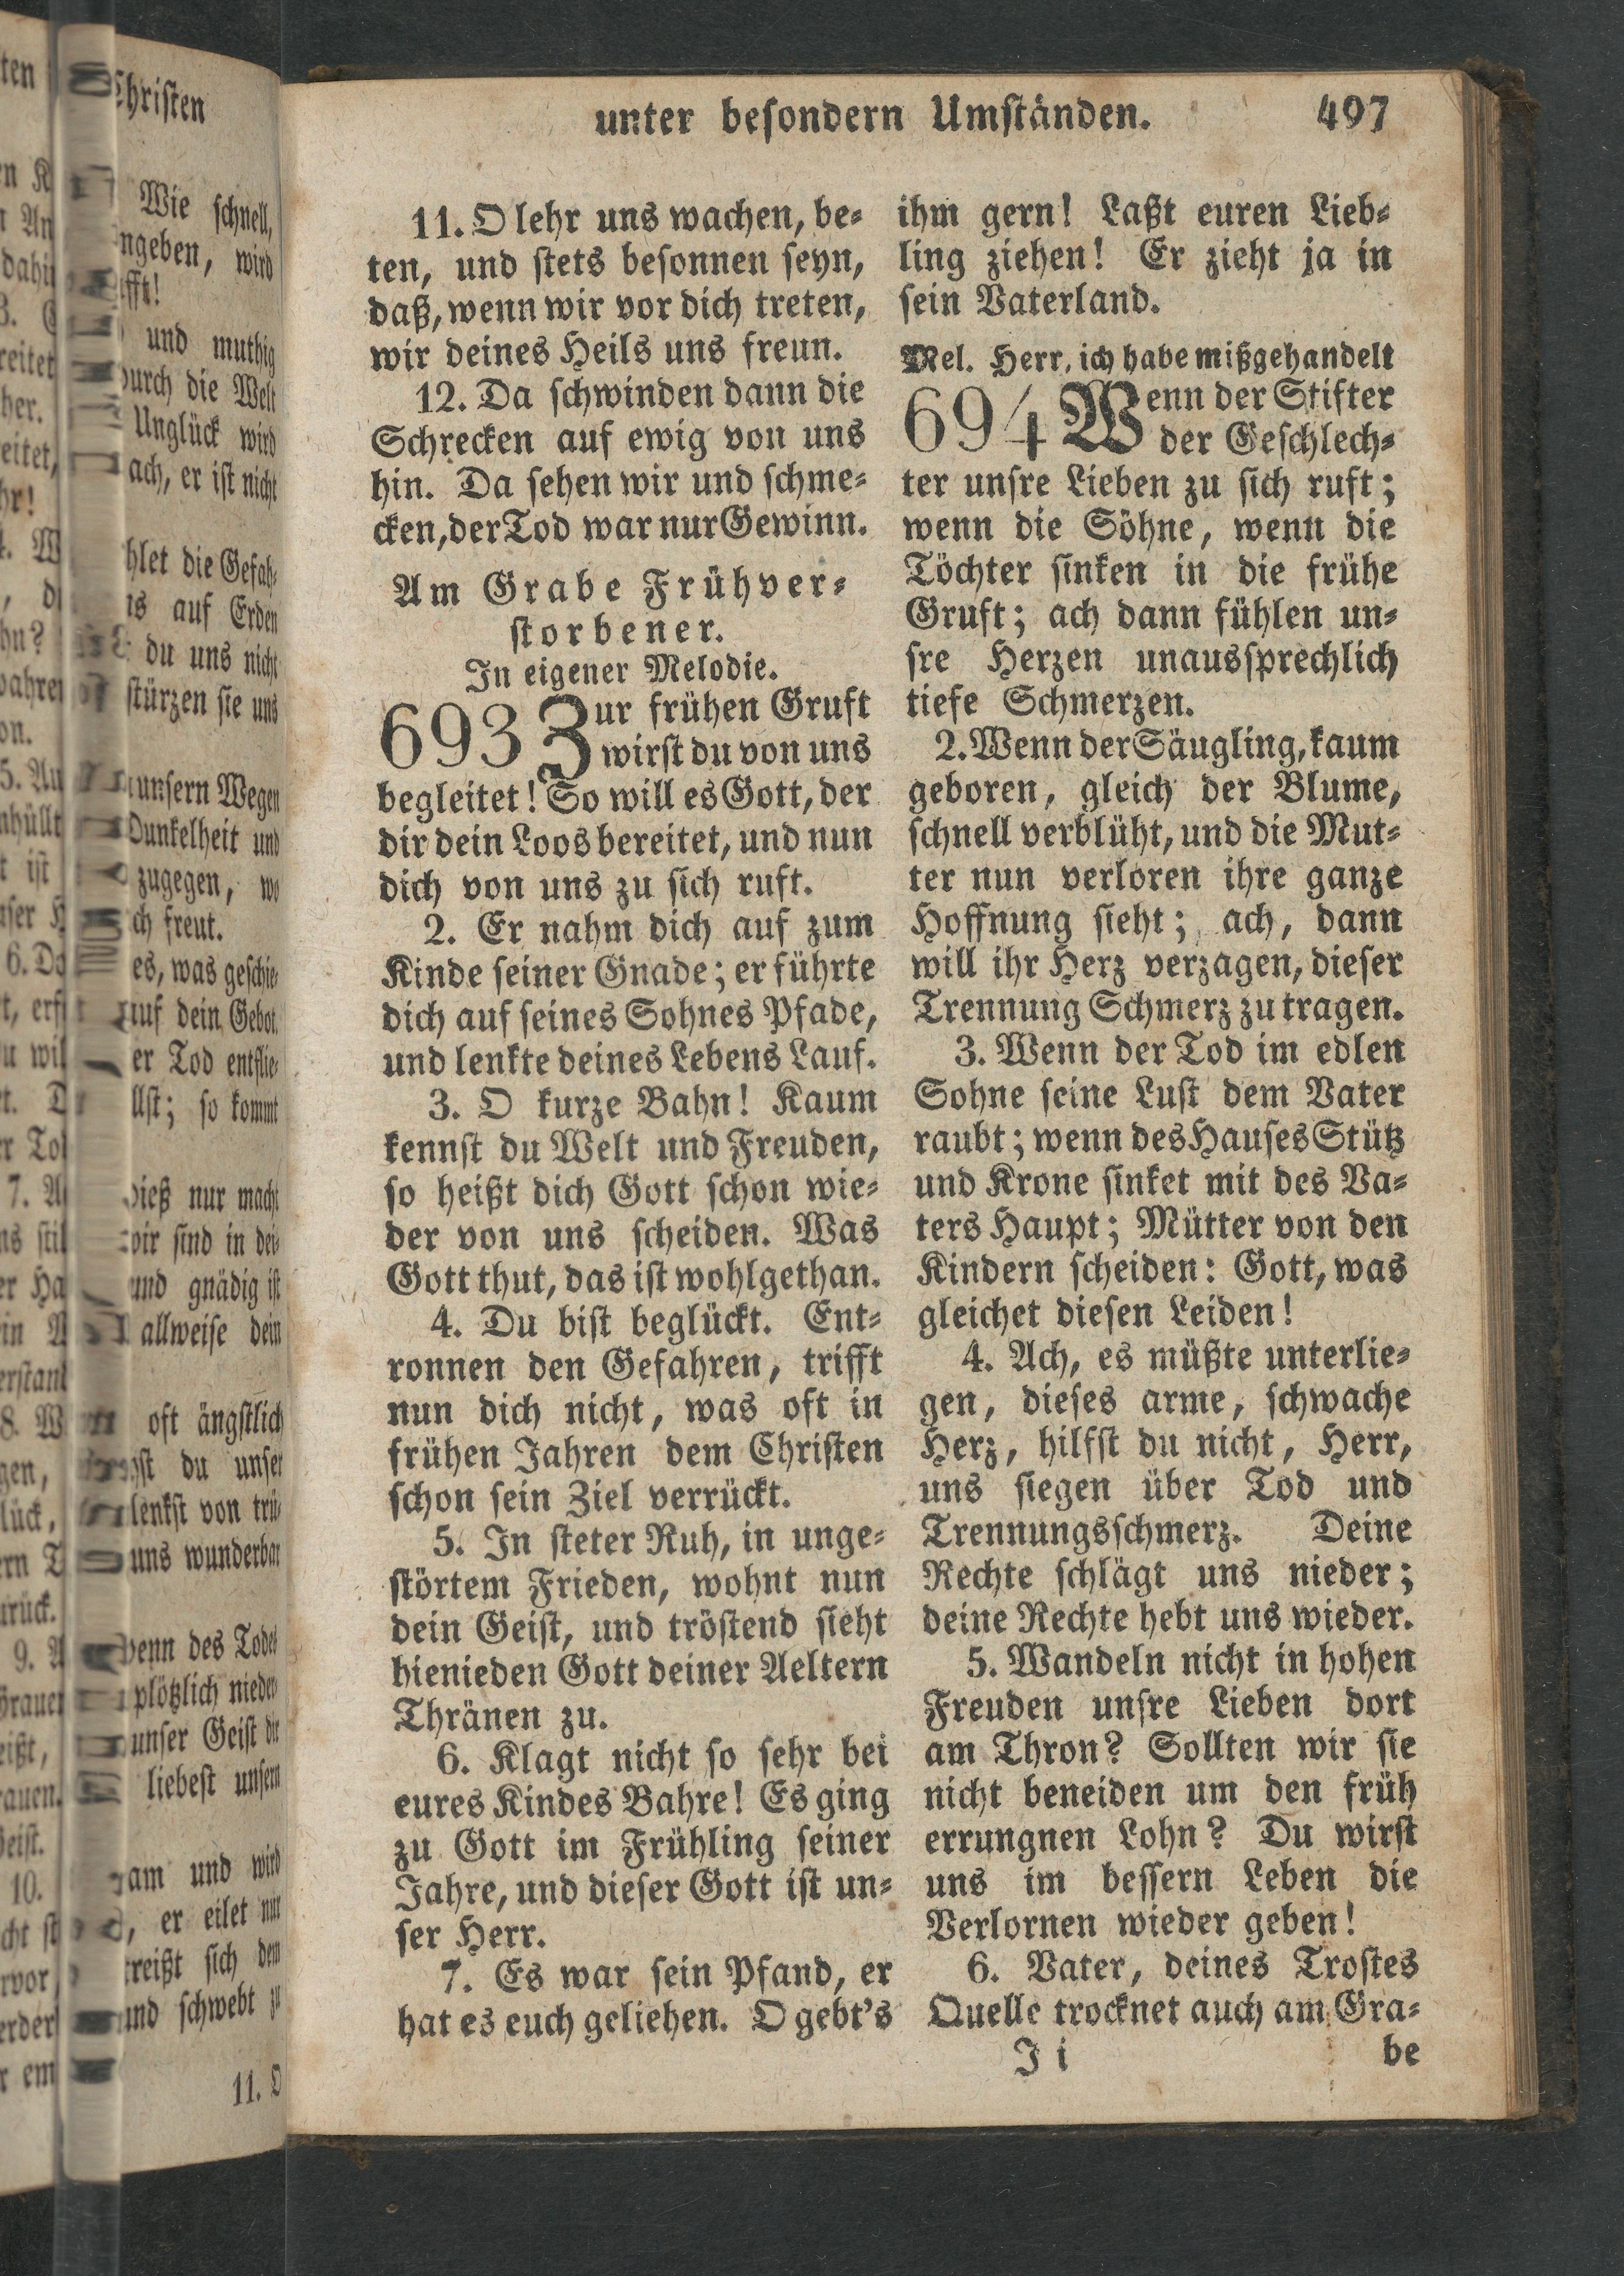 unter besondern Umständen. 497
11. O lehr uns wachen, be-
ten, und stets besonnen seyn,
daß, wenn wir vor dich treten,
wir deines Heils uns freun.
12. Da schwinden dann die
Schrecken auf ewig von uns
hin. Da sehen wir und schme-
cken, der Tod war nur Gewinn.
Am Grabe Frühver-
storbener.
In eigener Melodie.
693 Zur frühen Gruft
wirst du von uns
begleitet! So will es Gott, der
dir dein Loos bereitet, und nun
dich von uns zu sich ruft.
2. Er nahm dich auf zum
Kinde seiner Gnade; er führte
dich auf seines Sohnes Pfade,
und lenkte deines Lebens Lauf.
3. O kurze Bahn! Kaum
kennst du Welt und Freuden,
so heißt dich Gott schon wie-
der von uns scheiden. Was
Gott thut, das ist wohlgethan.
4. Du bist beglückt. Ent-
ronnen den Gefahren, trifft
nun dich nicht, was oft in
frühen Jahren dem Christen
schon sein Ziel verrückt.
5. In steter Ruh, in unge-
störtem Frieden, wohnt nun
dein Geist, und tröstend sieht
hienieden Gott deiner Aeltern
Thränen zu.
6. Klagt nicht so sehr bei
eures Kindes Bahre! Es ging
zu Gott im Frühling seiner
Jahre, und dieser Gott ist un-
ser Herr.
7. Es war sein Pfand, er
hat es euch geliehen. O gebt's
ihm gern! Laßt euren Lieb-
ling ziehen! Er zieht ja in
sein Vaterland.
Mel. Herr, ich habe mißgehandelt
694 Wenn der Stifter
der Geschlech-
ter unsre Lieben zu sich ruft;
wenn die Söhne, wenn die
Töchter sinken in die frühe
Gruft; ach dann fühlen un-
sre Herzen unaussprechlich
tiefe Schmerzen.
2. Wenn der Säugling, kaum
geboren, gleich der Blume,
schnell verblüht, und die Mut-
ter nun verloren ihre ganze
Hoffnung sieht; ach, dann
will ihr Herz verzagen, dieser
Trennung Schmerz zu tragen.
3. Wenn der Tod im edlen
Sohne seine Lust dem Vater
raubt; wenn des Hauses Stütz
und Krone sinket mit des Va-
ters Haupt; Mütter von den
Kindern scheiden: Gott, was
gleichet diesen Leiden!
4. Ach, es müßte unterlie-
gen, dieses arme, schwache
Herz, hilfst du nicht, Herr,
uns siegen über Tod und
Trennungsschmerz. Deine
Rechte schlägt uns nieder;
deine Rechte hebt uns wieder.
5. Wandeln nicht in hohen
Freuden unsre Lieben dort
am Thron? Sollten wir sie
nicht beneiden um den früh
errungnen Lohn? Du wirst
uns im bessern Leben die
Verlornen wieder geben!
6. Vater, deines Trostes
Quelle trocknet auch am Gra-
J i be